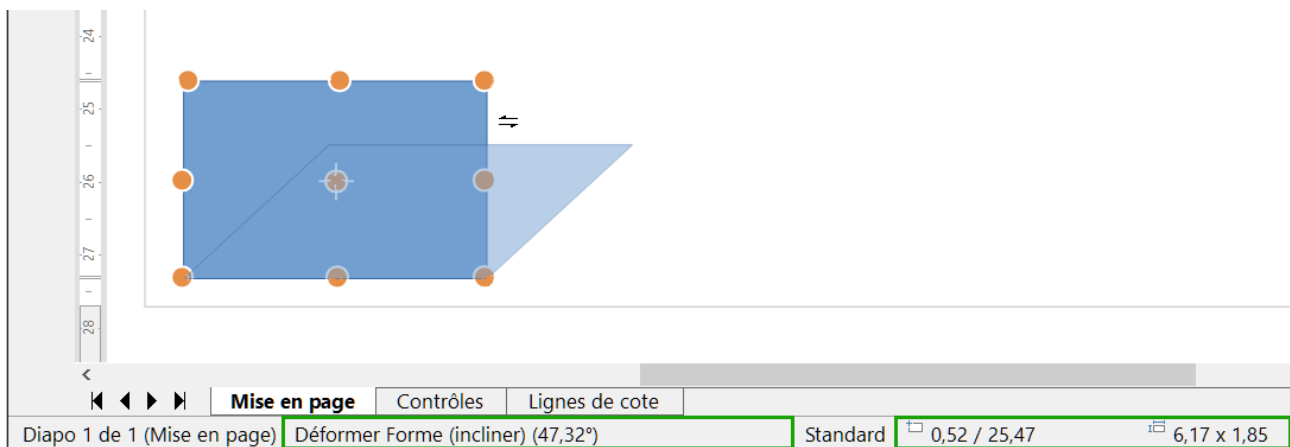 24
25
26
27
28
Mise en page Contrôles Lignes de cote
Diapo 1 de 1 (Mise en page) Déformer Forme (incliner) (47,32°) Standard 0,52 / 25,47 6,17 x 1,85